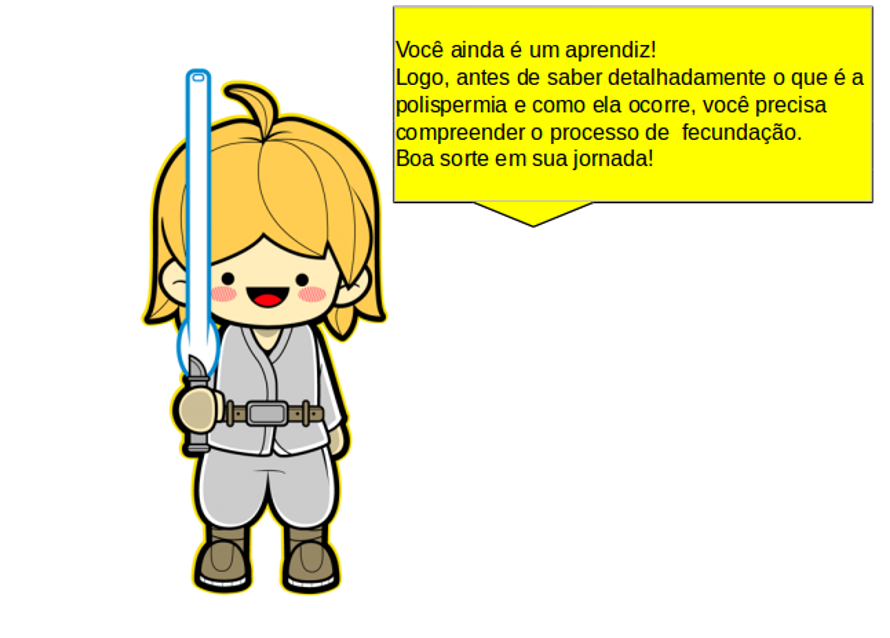 Você ainda é um aprendiz!
Logo, antes de saber detalhadamente o que é a
polispermia e como ela ocorre, você precisa
compreender o processo de  fecundação.
Boa sorte em sua jornada!